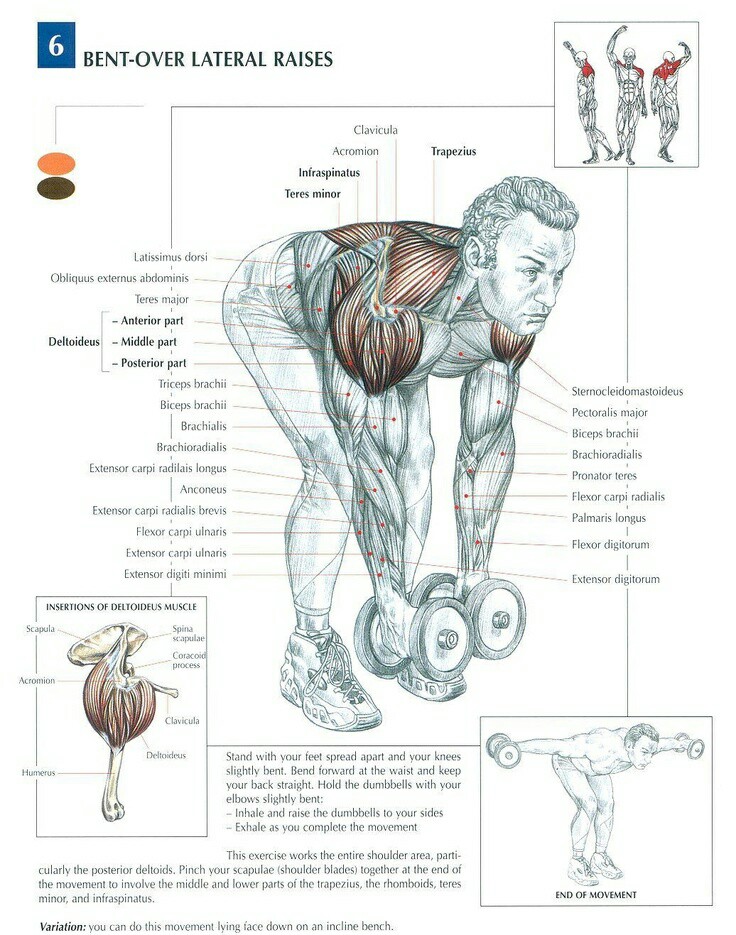 6
BENT-OVER LATERAL RAISES
Clavicula
Acromion
Trapezius
Infraspinatus
Teres minor
Latissimus dorsi
Obliquus externus abdominis
Teres major
– Anterior part
Deltoideus
– Middle part
– Posterior part
Triceps brachii
Biceps brachii
Brachialis
Brachioradialis
Extensor carpi radilais longus
Anconeus
Extensor carpi radialis brevis
Flexor carpi ulnaris
Extensor carpi ulnaris
Extensor digiti minimi
Sternocleidomastoideus
Pectoralis major
Biceps brachii
Brachioradialis
Pronator teres
Flexor carpi radialis
Palmaris longus
Flexor digitorum
Extensor digitorum
INSERTIONS OF DELTOIDEUS MUSCLE
Scapula
Spina
scapulae
Coracoid
process
Acromion
Clavicula
Deltoideus
Humerus
Stand with your feet spread apart and your knees
slightly bent. Bend forward at the waist and keep
your back straight. Hold the dumbbells with your
elbows slightly bent:
– Inhale and raise the dumbbells to your sides
– Exhale as you complete the movement
This exercise works the entire shoulder area, parti-
cularly the posterior deltoids. Pinch your scapulae (shoulder blades) together at the end of
the movement to involve the middle and lower parts of the trapezius, the rhomboids, teres
minor, and infraspinatus.
END OF MOVEMENT
Variation: you can do this movement lying face down on an incline bench.